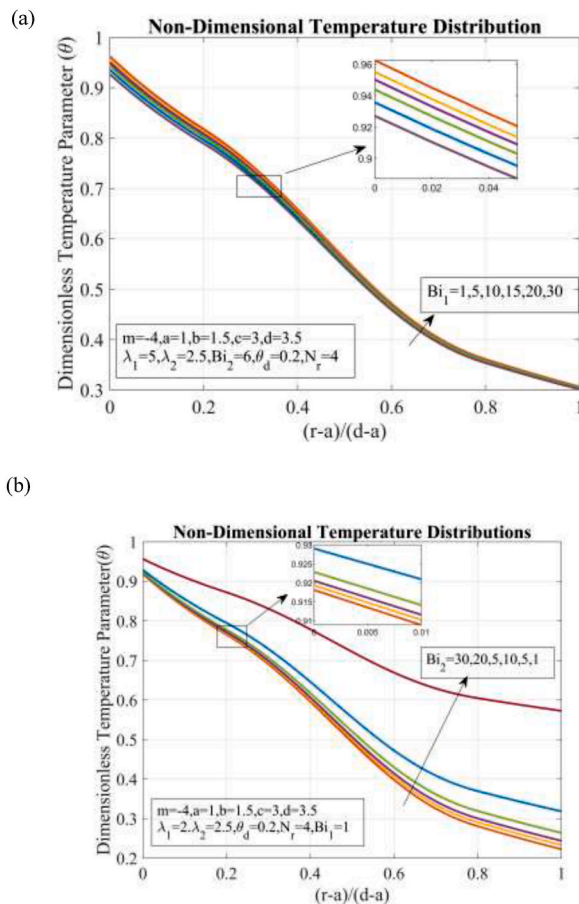 (a)
Non-Dimensional Temperature Distribution
Dimensionless Temperature Parameter (θ)
1
0.9
0.8
0.7
0.6
0.5
0.4
0.3
0.96
0.94
0.92
0.9
0
0.02
0.04
Bi₁=1,5,10,15,20,30
m=-4,a=1,b=1.5,c=3,d=3.5
λ₁=5,λ₂=2.5,Bi₂=6,θd=0.2,Nr=4
0 0.2 0.4 0.6 0.8 1
(r-a)/(d-a)
(b)
Non-Dimensional Temperature Distributions
Dimensionless Temperature Parameter(θ)
1
0.9
0.8
0.7
0.6
0.5
0.4
0.3
0.2
0.93
0.925
0.92
0.915
0.91
0
0.005
0.01
Bi₂=30,20,5,10,5,1
m=-4,a=1,b=1.5,c=3,d=3.5
λ₁=2.λ₂=2.5,θd=0.2,Nr=4,Bi₁=1
0 0.2 0.4 0.6 0.8 1
(r-a)/(d-a)